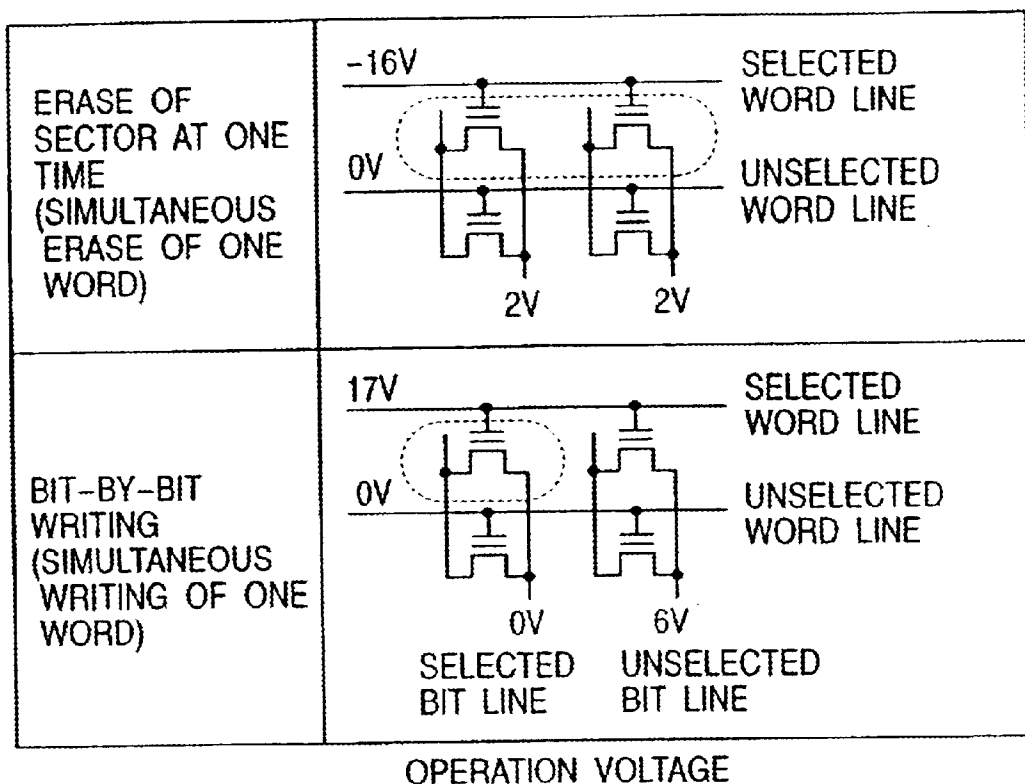 ERASE OF
SECTOR AT ONE
TIME
(SIMULTANEOUS
ERASE OF ONE
WORD)
-16V
SELECTED
WORD LINE
0V
UNSELECTED
WORD LINE
2V
2V
BIT-BY-BIT
WRITING
(SIMULTANEOUS
WRITING OF ONE
WORD)
17V
SELECTED
WORD LINE
0V
UNSELECTED
WORD LINE
0V
6V
SELECTED
BIT LINE
UNSELECTED
BIT LINE
OPERATION VOLTAGE